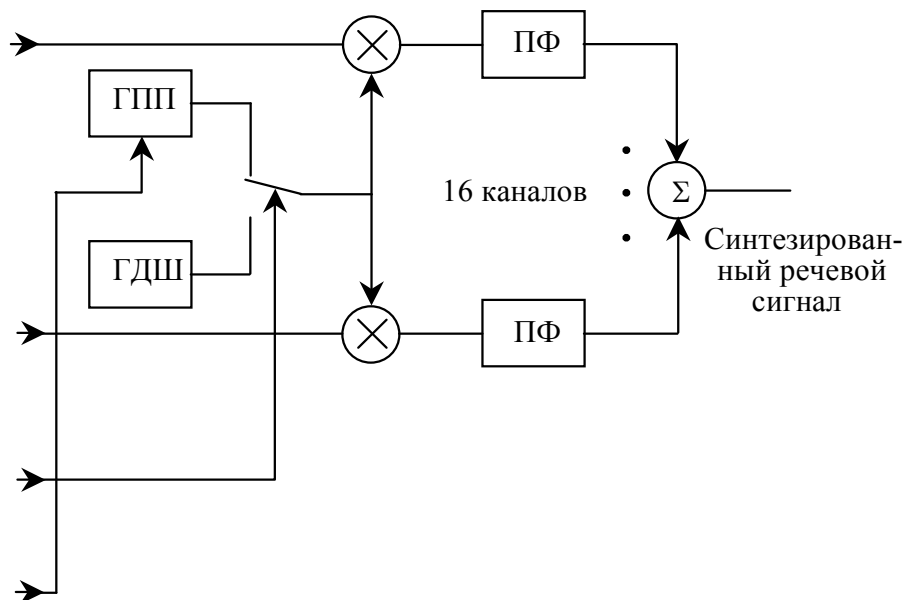 ПФ
ГПП
16 каналов
Σ
ГДШ
Синтезирован-
ный речевой
сигнал
ПФ